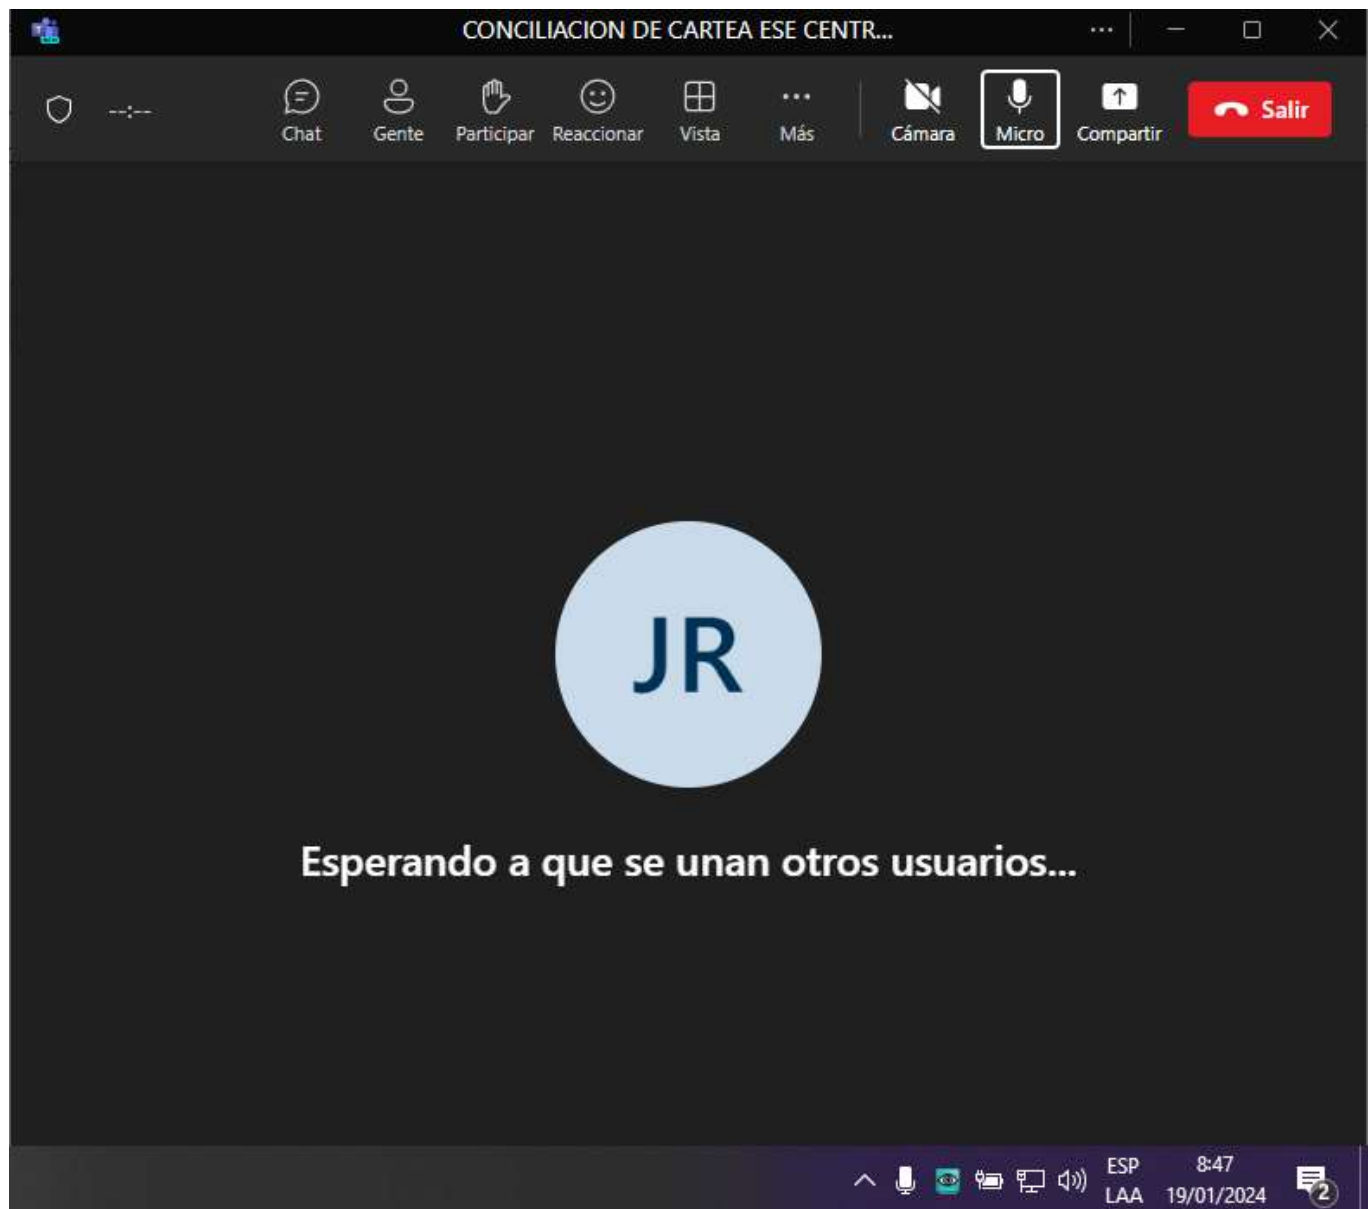 CONCILIACION DE CARTEA ESE CENTR...
--:--
Chat
Gente
Participar
Reaccionar
Vista
Más
Cámara
Micro
Compartir
Salir
JR
Esperando a que se unan otros usuarios...
ESP
LAA
8:47
19/01/2024
2